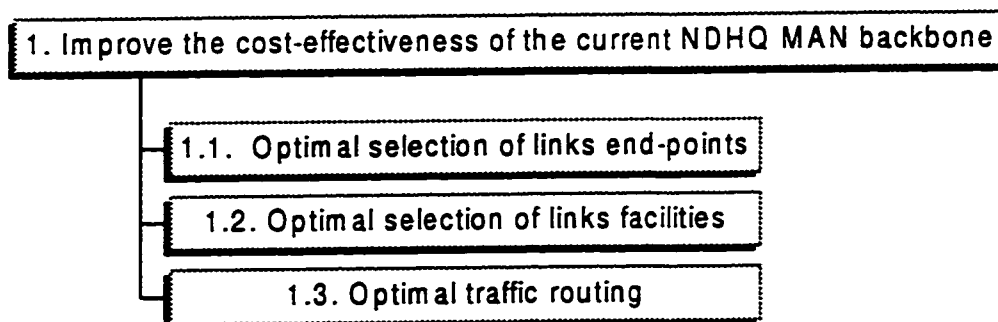 1. Improve the cost-effectiveness of the current NDHQ MAN backbone
1.1. Optimal selection of links end-points
1.2. Optimal selection of links facilities
1.3. Optimal traffic routing